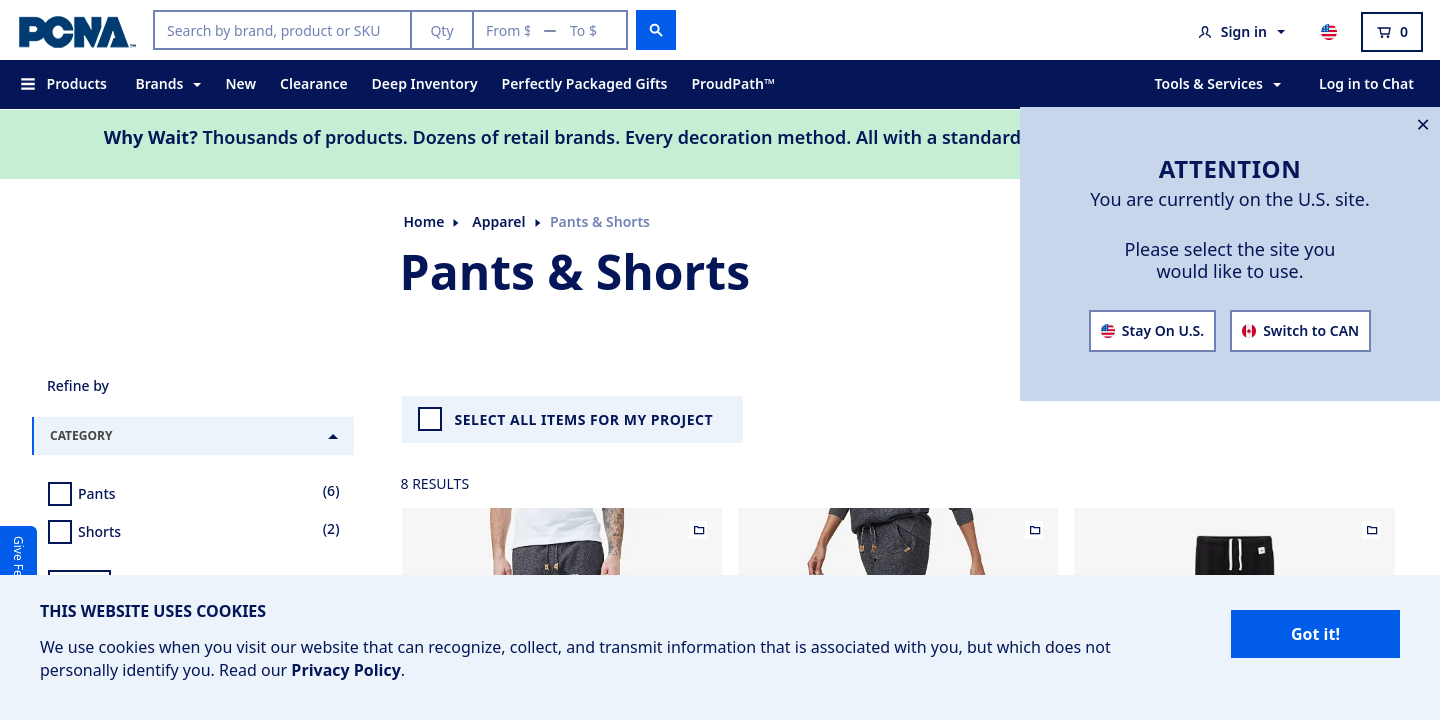 PCNA™
Search by brand, product or SKU
Qty
From $ — To $
Sign in
0
Products
Brands
New
Clearance
Deep Inventory
Perfectly Packaged Gifts
ProudPath™
Tools & Services
Log in to Chat
Why Wait? Thousands of products. Dozens of retail brands. Every decoration method. All with a standard
ATTENTION
You are currently on the U.S. site.
Please select the site you
would like to use.
Stay On U.S.
Switch to CAN
Home
Apparel
Pants & Shorts
Pants & Shorts
Refine by
CATEGORY
Pants (6)
Shorts (2)
SELECT ALL ITEMS FOR MY PROJECT
8 RESULTS
Give
THIS WEBSITE USES COOKIES
We use cookies when you visit our website that can recognize, collect, and transmit information that is associated with you, but which does not
personally identify you. Read our Privacy Policy.
Got it!